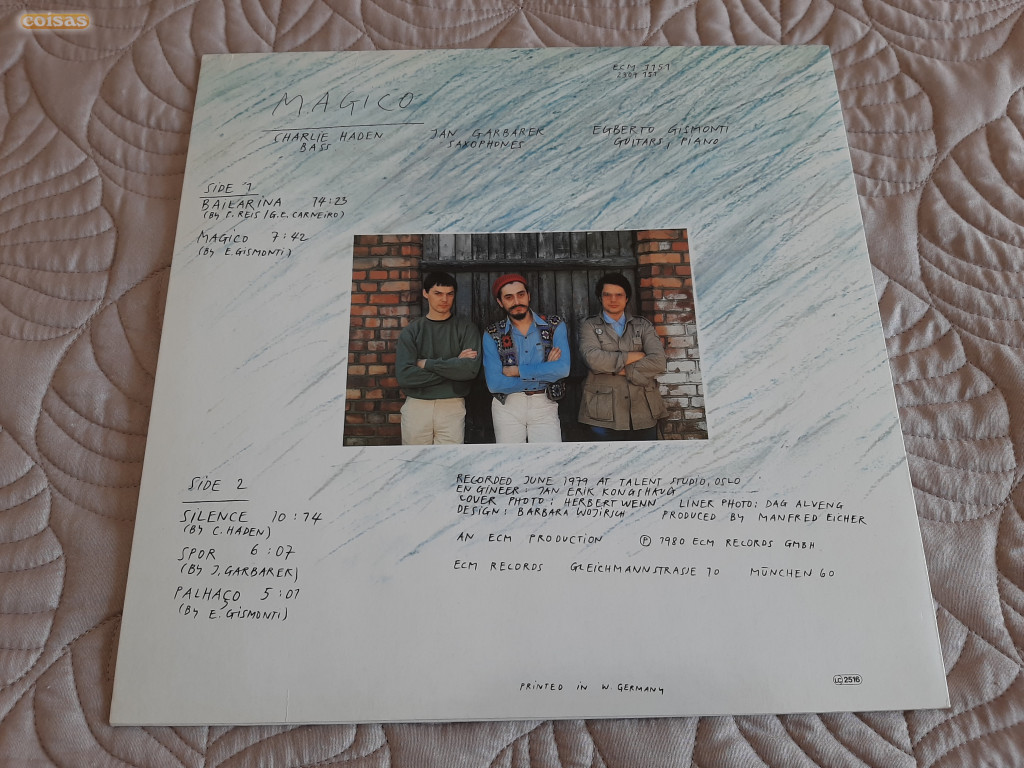 coisas
ECM 1151
2301 151
MAGICO
CHARLIE HADEN
BASS
JAN GARBAREK
SAXOPHONES
EGBERTO GISMONTI
GUITARS, PIANO
SIDE 1
BAILARINA 14:23
(By P. REIS / G.E. CARNEIRO)
MAGICO 7:42
(By E. GISMONTI)
SIDE 2
SILENCE 10:14
(By C. HADEN)
SPOR 6:07
(By J. GARBAREK)
PALHAÇO 5:01
(By E. GISMONTI)
RECORDED JUNE 1979 AT TALENT STUDIO, OSLO
ENGINEER: JAN ERIK KONGSHAUG
COVER PHOTO: HERBERT WENN LINER PHOTO: DAG ALVENG
DESIGN: BARBARA WOJIRSCH PRODUCED BY MANFRED EICHER
AN ECM PRODUCTION Ⓟ 1980 ECM RECORDS GMBH
ECM RECORDS GLEICHMANNSTRASSE 10 MÜNCHEN 60
PRINTED IN W. GERMANY
LC 2516